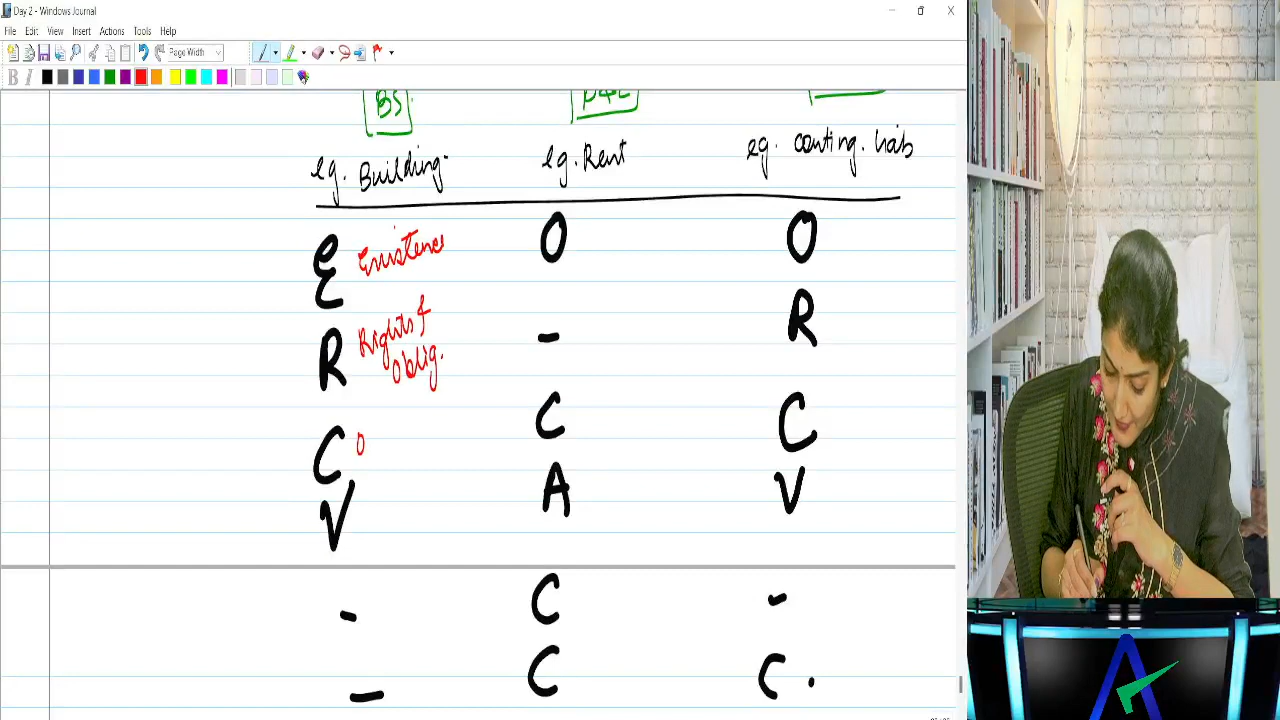 Day 2 - Windows Journal
File Edit View Insert Actions Tools Help
Page Width
B I
BS P&L
eg. Building eg. Rent eg. conting. liab
E Existence O O
R Rights & - R
oblig.
C O C C
V A V
- C -
- C C.